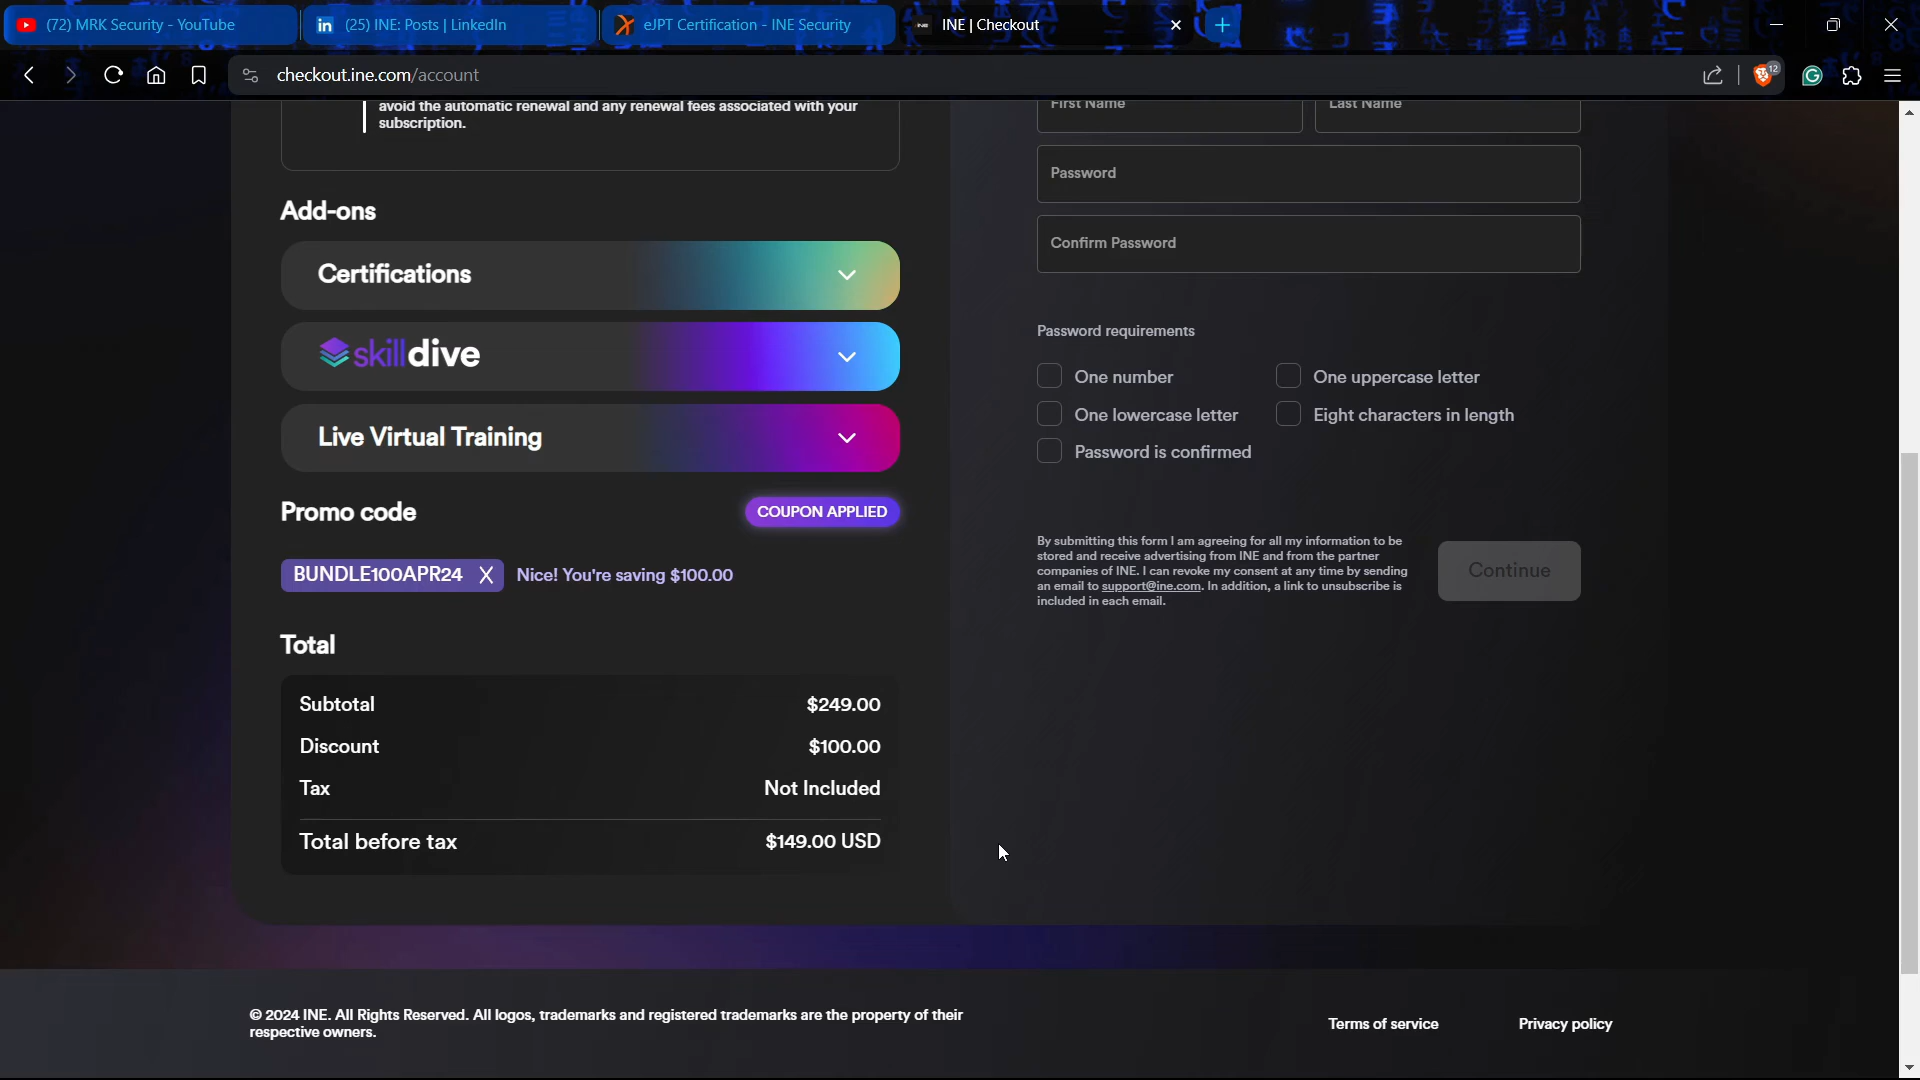 (72) MRK Security - YouTube
(25) INE: Posts | LinkedIn
eJPT Certification - INE Security
INE | Checkout
checkout.ine.com/account
12
avoid the automatic renewal and any renewal fees associated with your
subscription.
Add-ons
Certifications
skilldive
Live Virtual Training
Promo code
COUPON APPLIED
BUNDLE100APR24 X
Nice! You're saving $100.00
Total
Subtotal $249.00
Discount $100.00
Tax Not Included
Total before tax $149.00 USD
First Name
Last Name
Password
Confirm Password
Password requirements
One number
One uppercase letter
One lowercase letter
Eight characters in length
Password is confirmed
By submitting this form I am agreeing for all my information to be
stored and receive advertising from INE and from the partner
companies of INE. I can revoke my consent at any time by sending
an email to support@ine.com. In addition, a link to unsubscribe is
included in each email.
Continue
© 2024 INE. All Rights Reserved. All logos, trademarks and registered trademarks are the property of their
respective owners.
Terms of service
Privacy policy